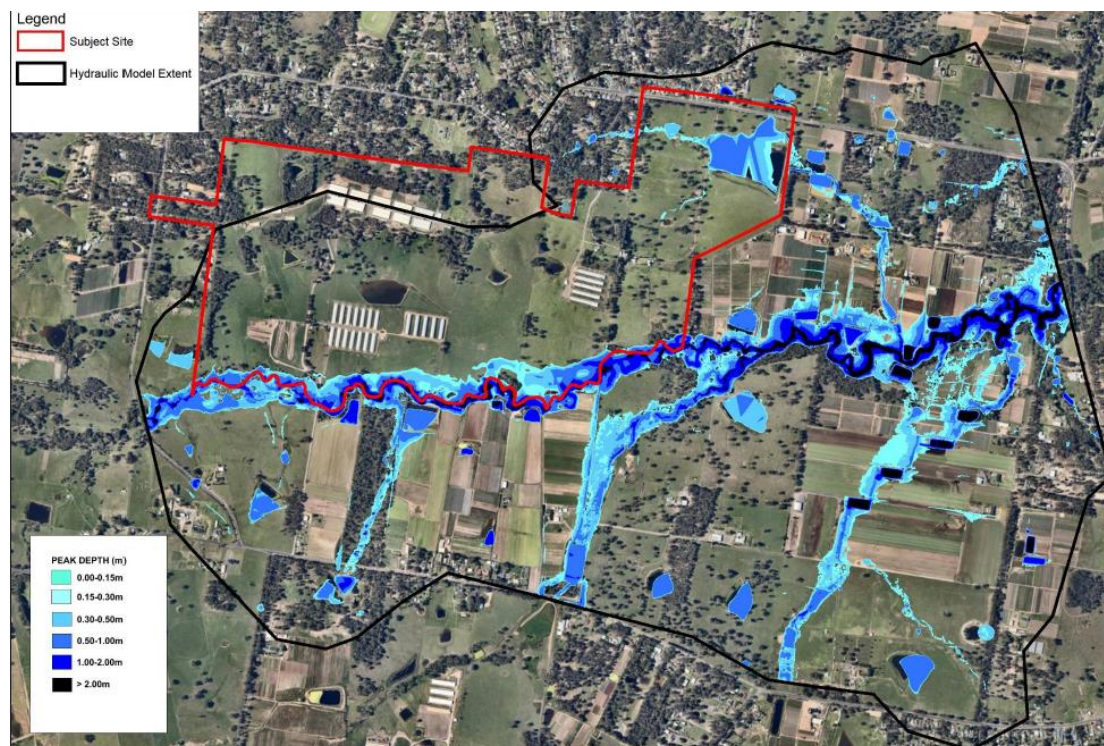 Legend
Subject Site
Hydraulic Model Extent
PEAK DEPTH (m)
0.00-0.15m
0.15-0.30m
0.30-0.50m
0.50-1.00m
1.00-2.00m
> 2.00m